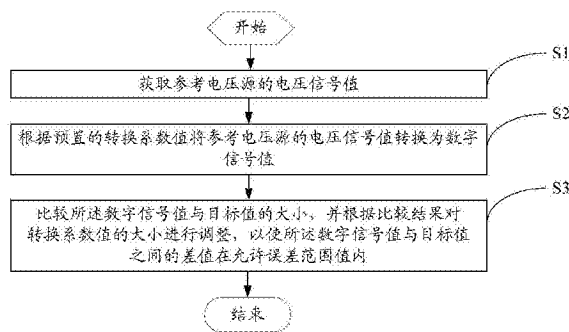 开始
S1
获取参考电压源的电压信号值
S2
根据预置的转换系数值将参考电压源的电压信号值转换为数字
信号值
S3
比较所述数字信号值与目标值的大小，并根据比较结果对
转换系数值的大小进行调整，以使所述数字信号值与目标值
之间的差值在允许误差范围值内
结束